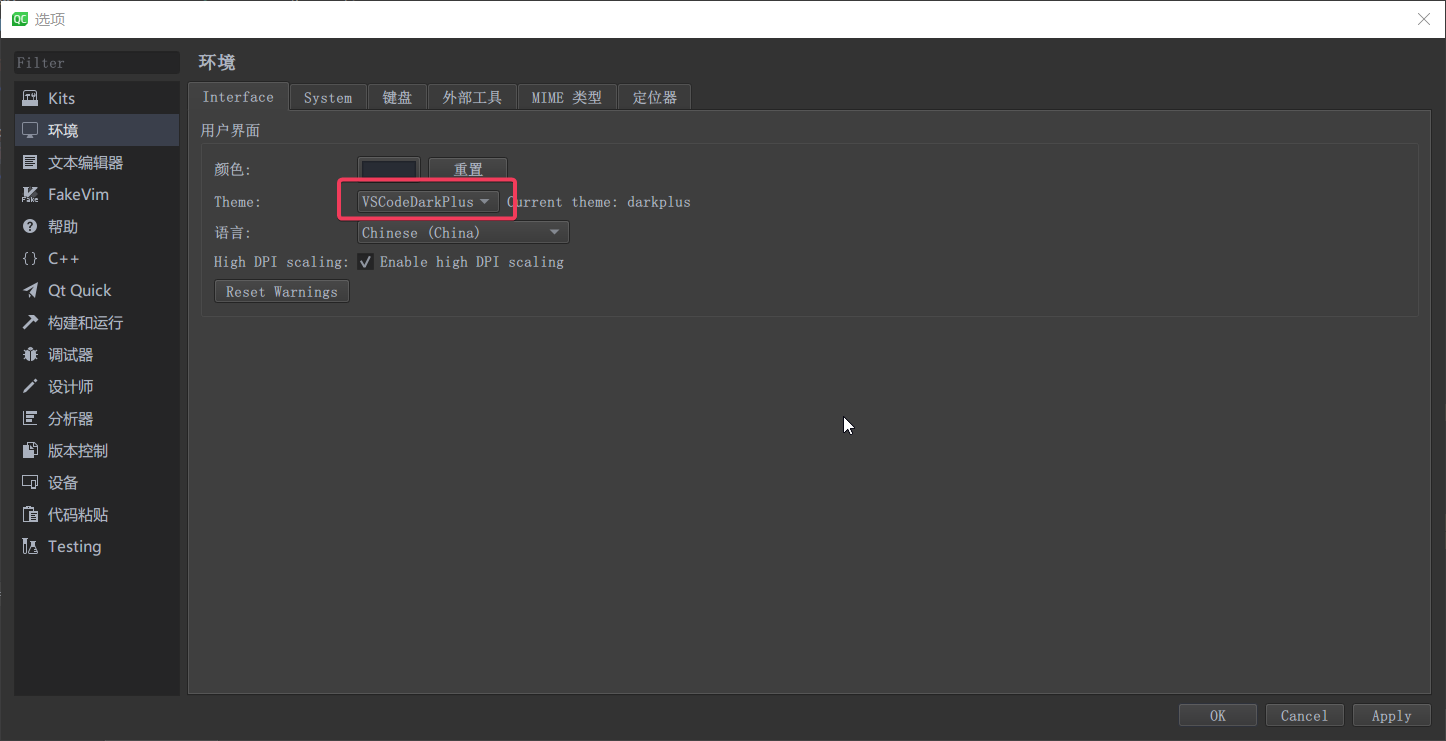 QC 选项
Filter
Kits
环境
文本编辑器
FakeVim
帮助
C++
Qt Quick
构建和运行
调试器
设计师
分析器
版本控制
设备
代码粘贴
Testing
环境
Interface System 键盘 外部工具 MIME 类型 定位器
用户界面
颜色: 重置
Theme: VSCodeDarkPlus Current theme: darkplus
语言: Chinese (China)
High DPI scaling: Enable high DPI scaling
Reset Warnings
OK Cancel Apply